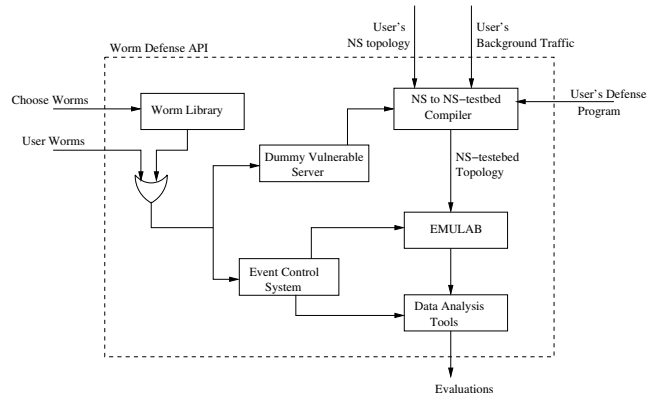 User's
NS topology
User's
Background Traffic
Worm Defense API
Choose Worms
Worm Library
NS to NS-testbed
Compiler
User's Defense
Program
User Worms
Dummy Vulnerable
Server
NS-testebed
Topology
EMULAB
Event Control
System
Data Analysis
Tools
Evaluations